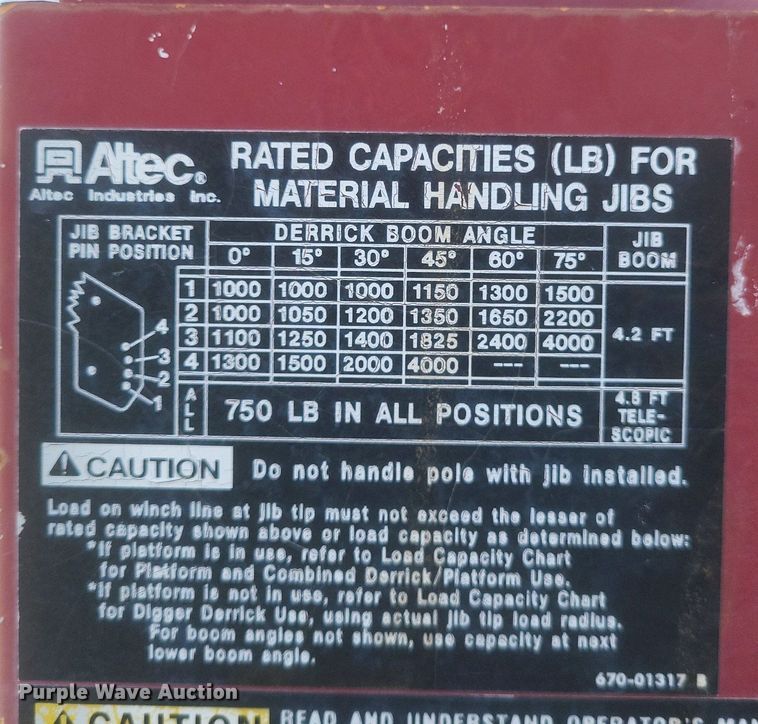 Altec®
Altec Industries Inc.
RATED CAPACITIES (LB) FOR
MATERIAL HANDLING JIBS
JIB BRACKET
PIN POSITION
DERRICK BOOM ANGLE
JIB
BOOM
0° 15° 30° 45° 60° 75°
1 1000 1000 1000 1150 1300 1500
2 1000 1050 1200 1350 1650 2200
3 1100 1250 1400 1825 2400 4000
4 1300 1500 2000 4000 --- ---
4.2 FT
4
3
2
1
ALL
750 LB IN ALL POSITIONS
4.8 FT
TELE-
SCOPIC
CAUTION
Do not handle pole with jib installed.
Load on winch line at jib tip must not exceed the lesser of
rated capacity shown above or load capacity as determined below:
*If platform is in use, refer to Load Capacity Chart
for Platform and Combined Derrick/Platform Use.
*If platform is not in use, refer to Load Capacity Chart
for Digger Derrick Use, using actual jib tip load radius.
For boom angles not shown, use capacity at next
lower boom angle.
670-01317 B
Purple Wave Auction
CAUTION
READ AND UNDERSTAND OPERATOR'S